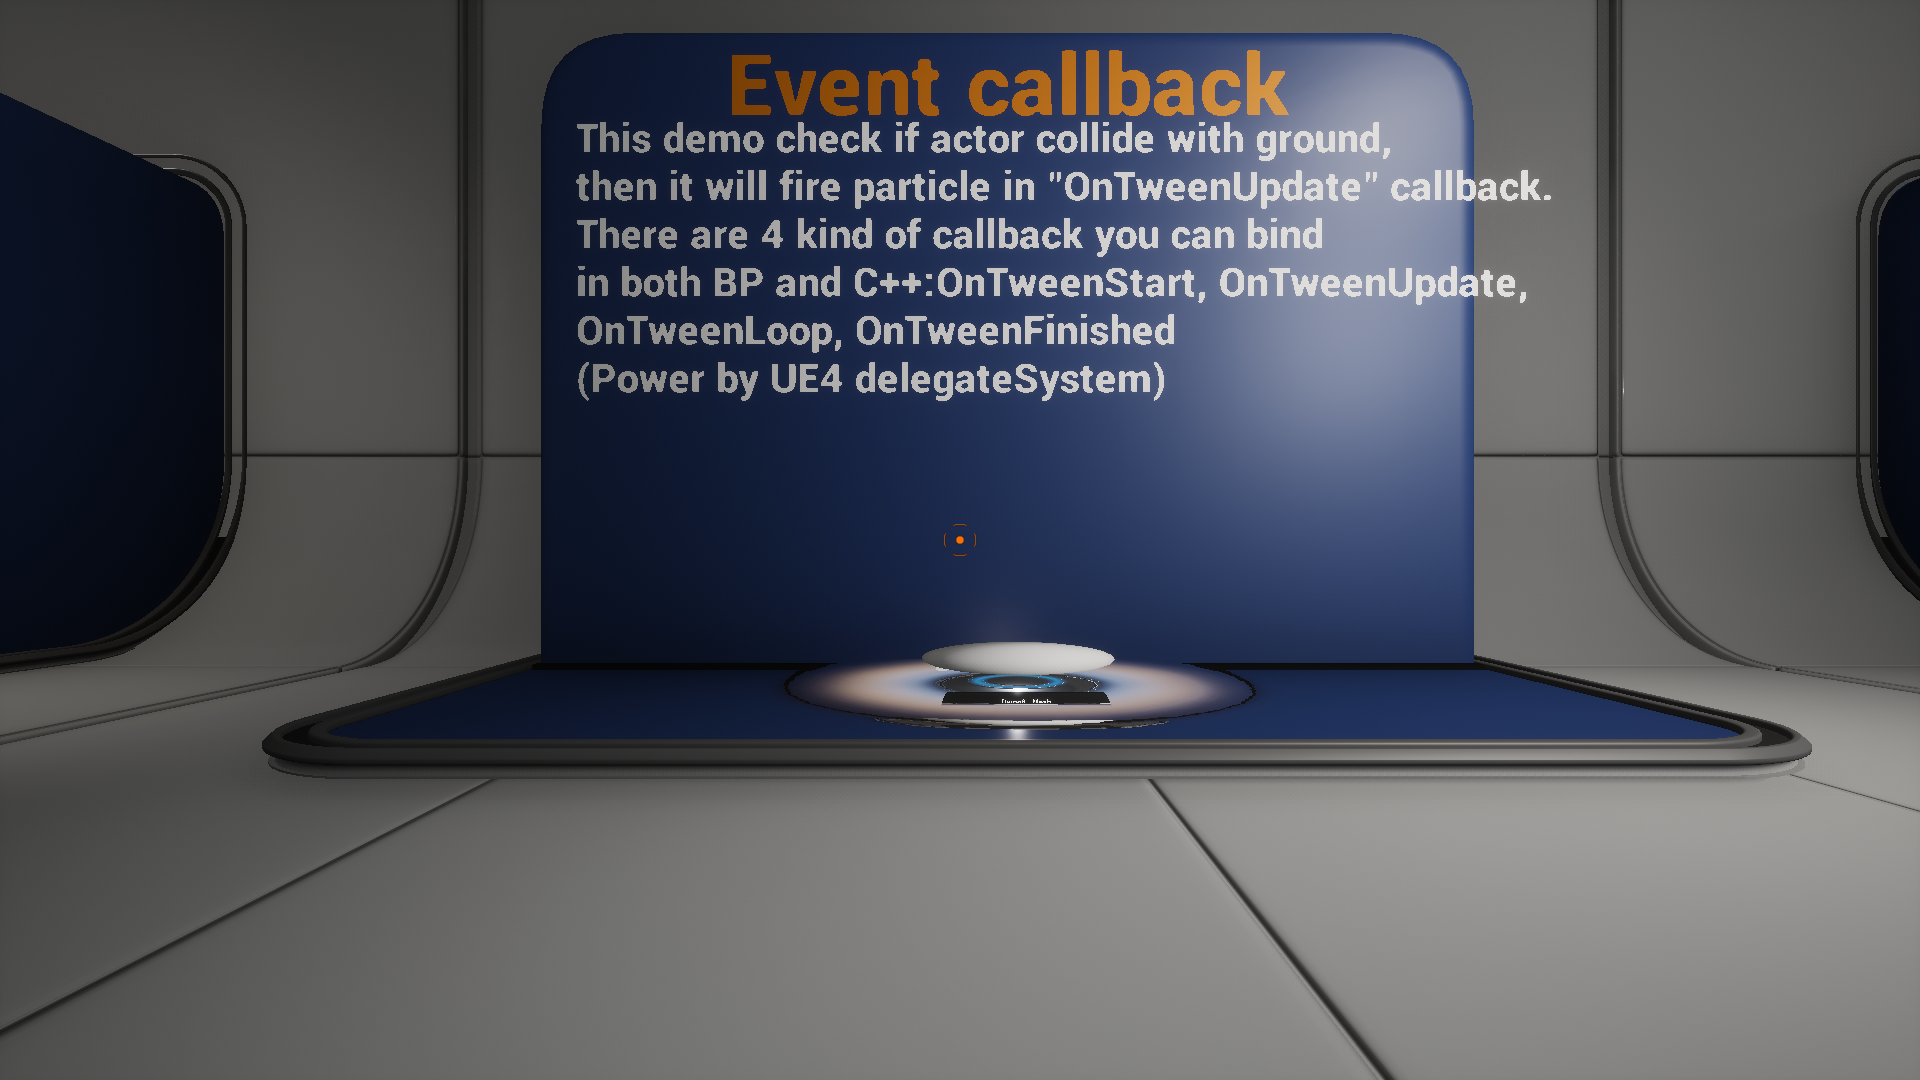 Event callback
This demo check if actor collide with ground,
then it will fire particle in "OnTweenUpdate" callback.
There are 4 kind of callback you can bind
in both BP and C++:OnTweenStart, OnTweenUpdate,
OnTweenLoop, OnTweenFinished
(Power by UE4 delegateSystem)